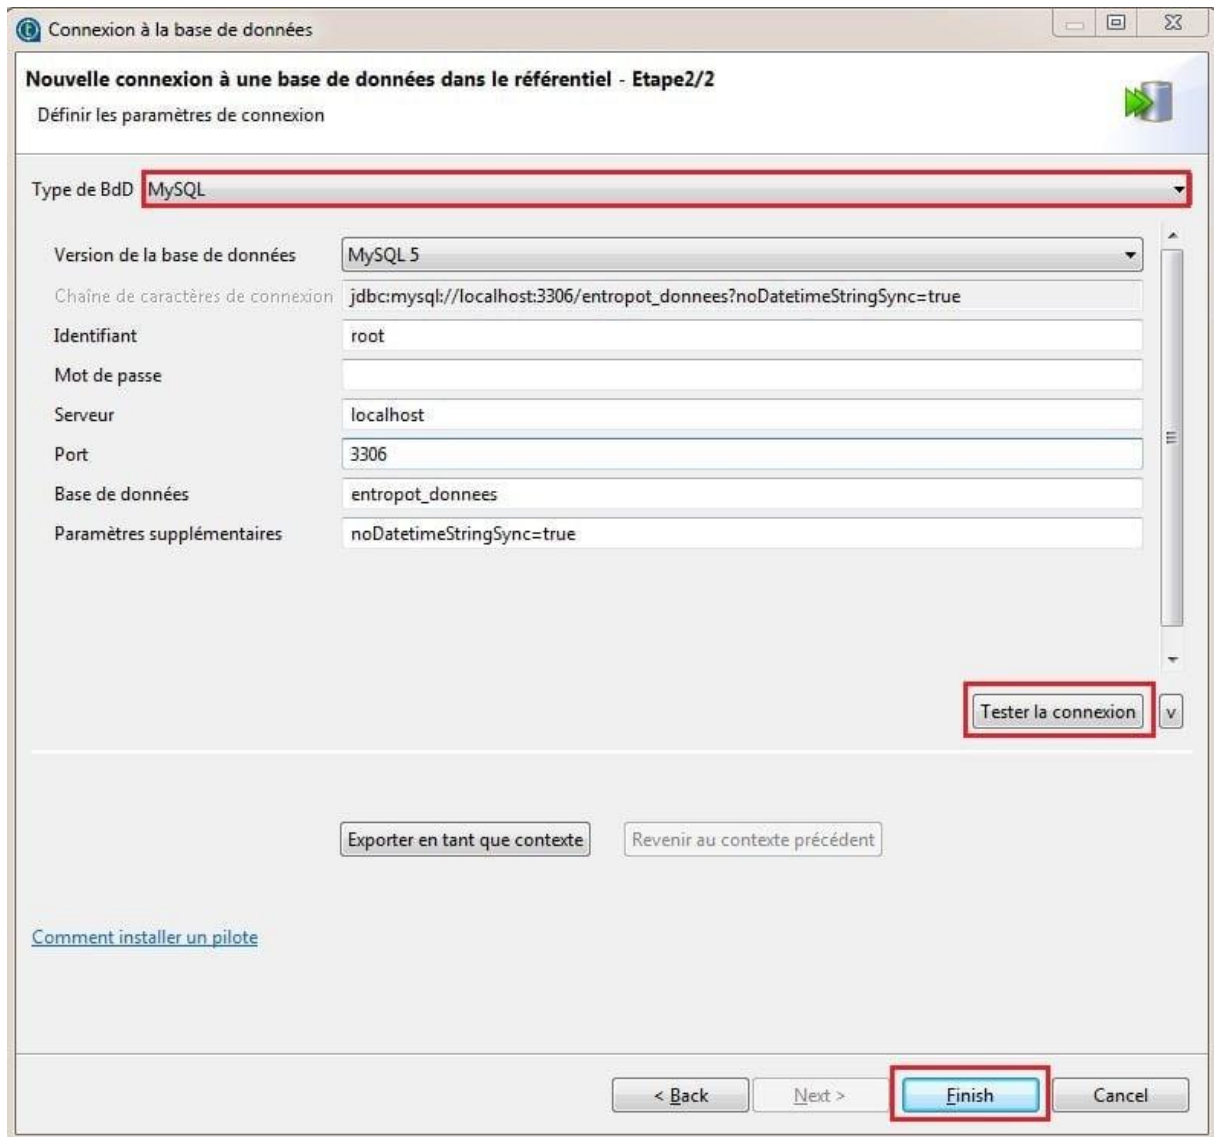 Connexion à la base de données
Nouvelle connexion à une base de données dans le référentiel - Etape2/2
Définir les paramètres de connexion
Type de BdD MySQL
Version de la base de données MySQL 5
Chaîne de caractères de connexion jdbc:mysql://localhost:3306/entropot_donnees?noDatetimeStringSync=true
Identifiant root
Mot de passe
Serveur localhost
Port 3306
Base de données entropot_donnees
Paramètres supplémentaires noDatetimeStringSync=true
Tester la connexion v
Exporter en tant que contexte Revenir au contexte précédent
Comment installer un pilote
< Back Next > Finish Cancel